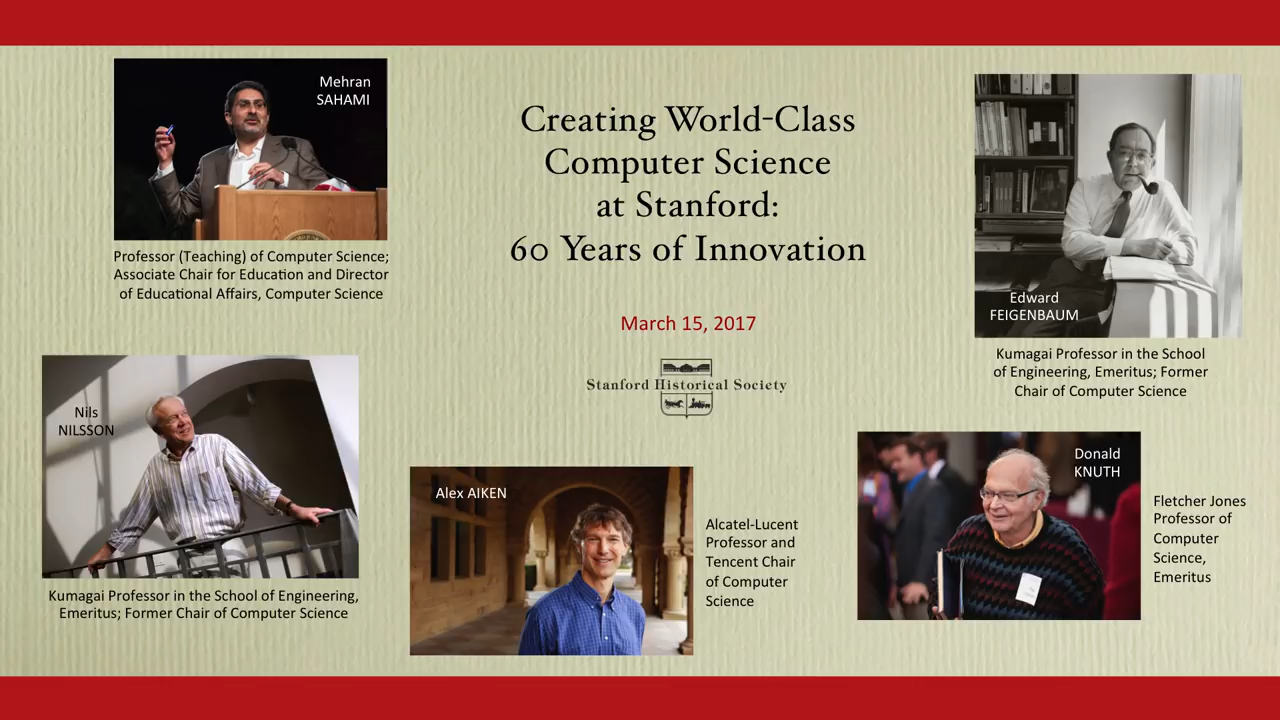 Mehran
SAHAMI
Professor (Teaching) of Computer Science;
Associate Chair for Education and Director
of Educational Affairs, Computer Science
Creating World-Class
Computer Science
at Stanford:
60 Years of Innovation
March 15, 2017
Stanford Historical Society
Edward
FEIGENBAUM
Kumagai Professor in the School
of Engineering, Emeritus; Former
Chair of Computer Science
Nils
NILSSON
Kumagai Professor in the School of Engineering,
Emeritus; Former Chair of Computer Science
Alex AIKEN
Alcatel-Lucent
Professor and
Tencent Chair
of Computer
Science
Donald
KNUTH
Fletcher Jones
Professor of
Computer
Science,
Emeritus